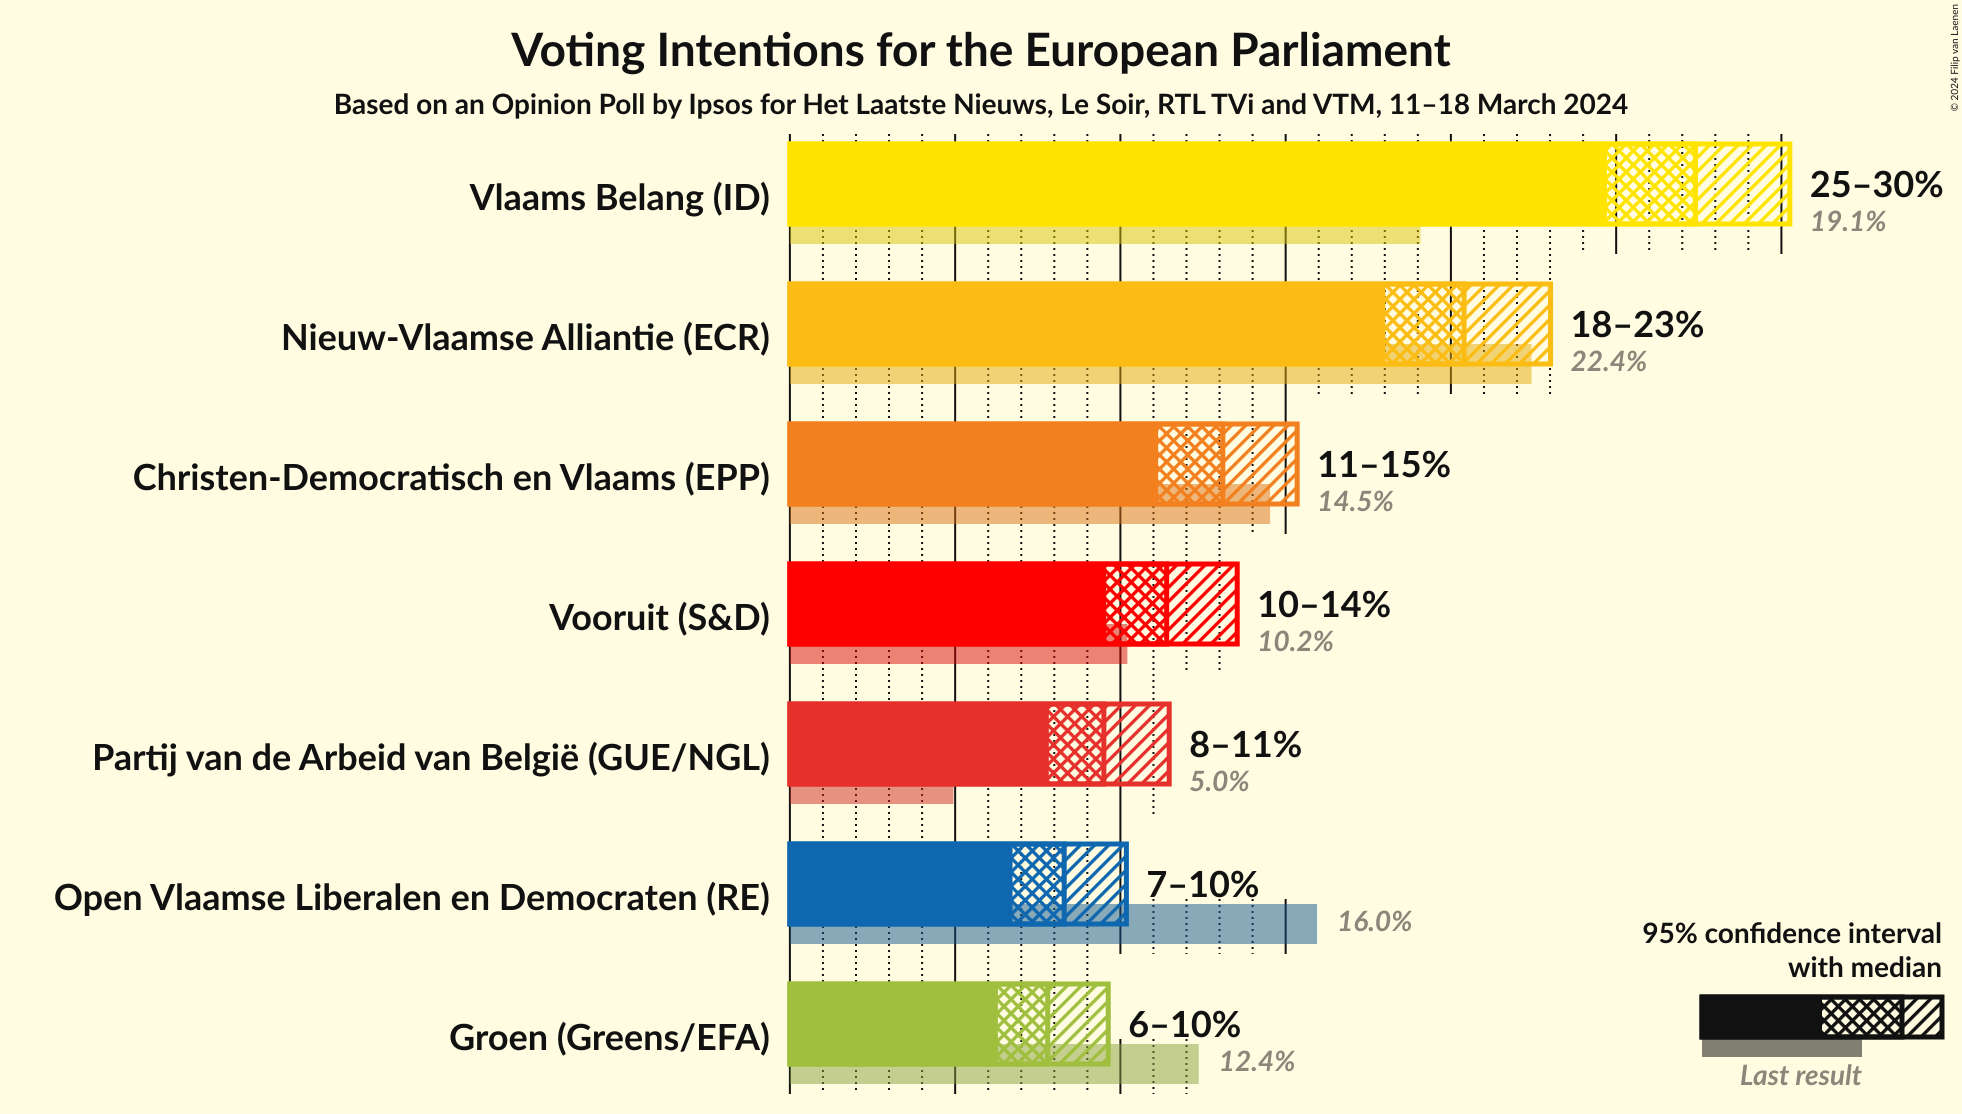 Voting Intentions for the European Parliament
Based on an Opinion Poll by Ipsos for Het Laatste Nieuws, Le Soir, RTL TVi and VTM, 11–18 March 2024
© 2024 Filip van Laenen
Vlaams Belang (ID)
25–30%
19.1%
Nieuw-Vlaamse Alliantie (ECR)
18–23%
22.4%
Christen-Democratisch en Vlaams (EPP)
11–15%
14.5%
Vooruit (S&D)
10–14%
10.2%
Partij van de Arbeid van België (GUE/NGL)
8–11%
5.0%
Open Vlaamse Liberalen en Democraten (RE)
7–10%
16.0%
Groen (Greens/EFA)
6–10%
12.4%
95% confidence interval
with median
Last result